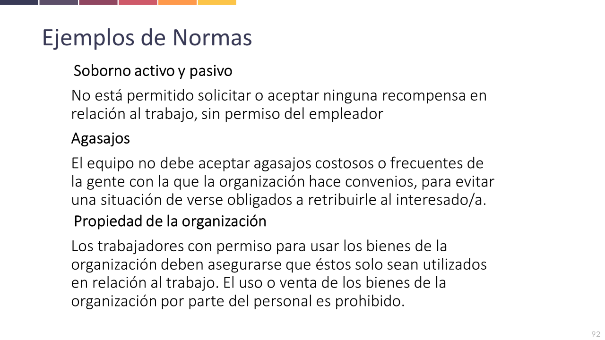 Ejemplos de Normas
Soborno activo y pasivo
No está permitido solicitar o aceptar ninguna recompensa en
relación al trabajo, sin permiso del empleador
Agasajos
El equipo no debe aceptar agasajos costosos o frecuentes de
la gente con la que la organización hace convenios, para evitar
una situación de verse obligados a retribuirle al interesado/a.
Propiedad de la organización
Los trabajadores con permiso para usar los bienes de la
organización deben asegurarse que éstos solo sean utilizados
en relación al trabajo. El uso o venta de los bienes de la
organización por parte del personal es prohibido.
92